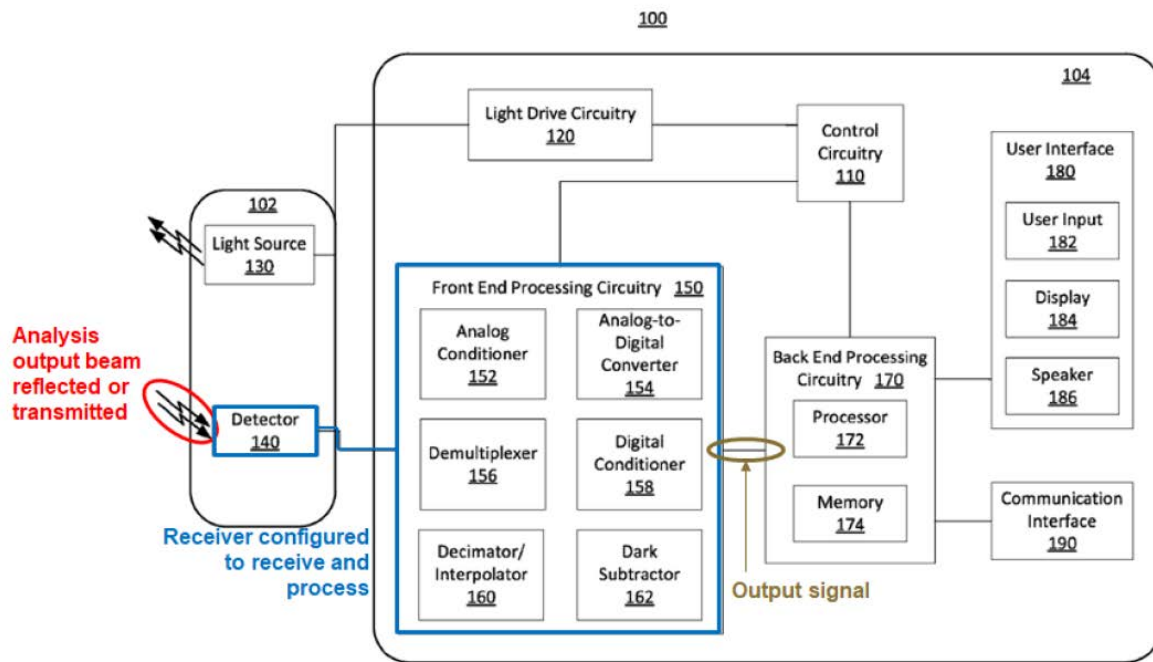 100
104
Light Drive Circuitry
120
Control
Circuitry
110
User Interface
180
User Input
182
Display
184
Speaker
186
102
Light Source
130
Front End Processing Circuitry 150
Analog
Conditioner
152
Analog-to-
Digital
Converter
154
Analysis
output beam
reflected or
transmitted
Detector
140
Demultiplexer
156
Digital
Conditioner
158
Back End Processing
Circuitry 170
Processor
172
Memory
174
Receiver configured
to receive and
process
Decimator/
Interpolator
160
Dark
Subtractor
162
Output signal
Communication
Interface
190